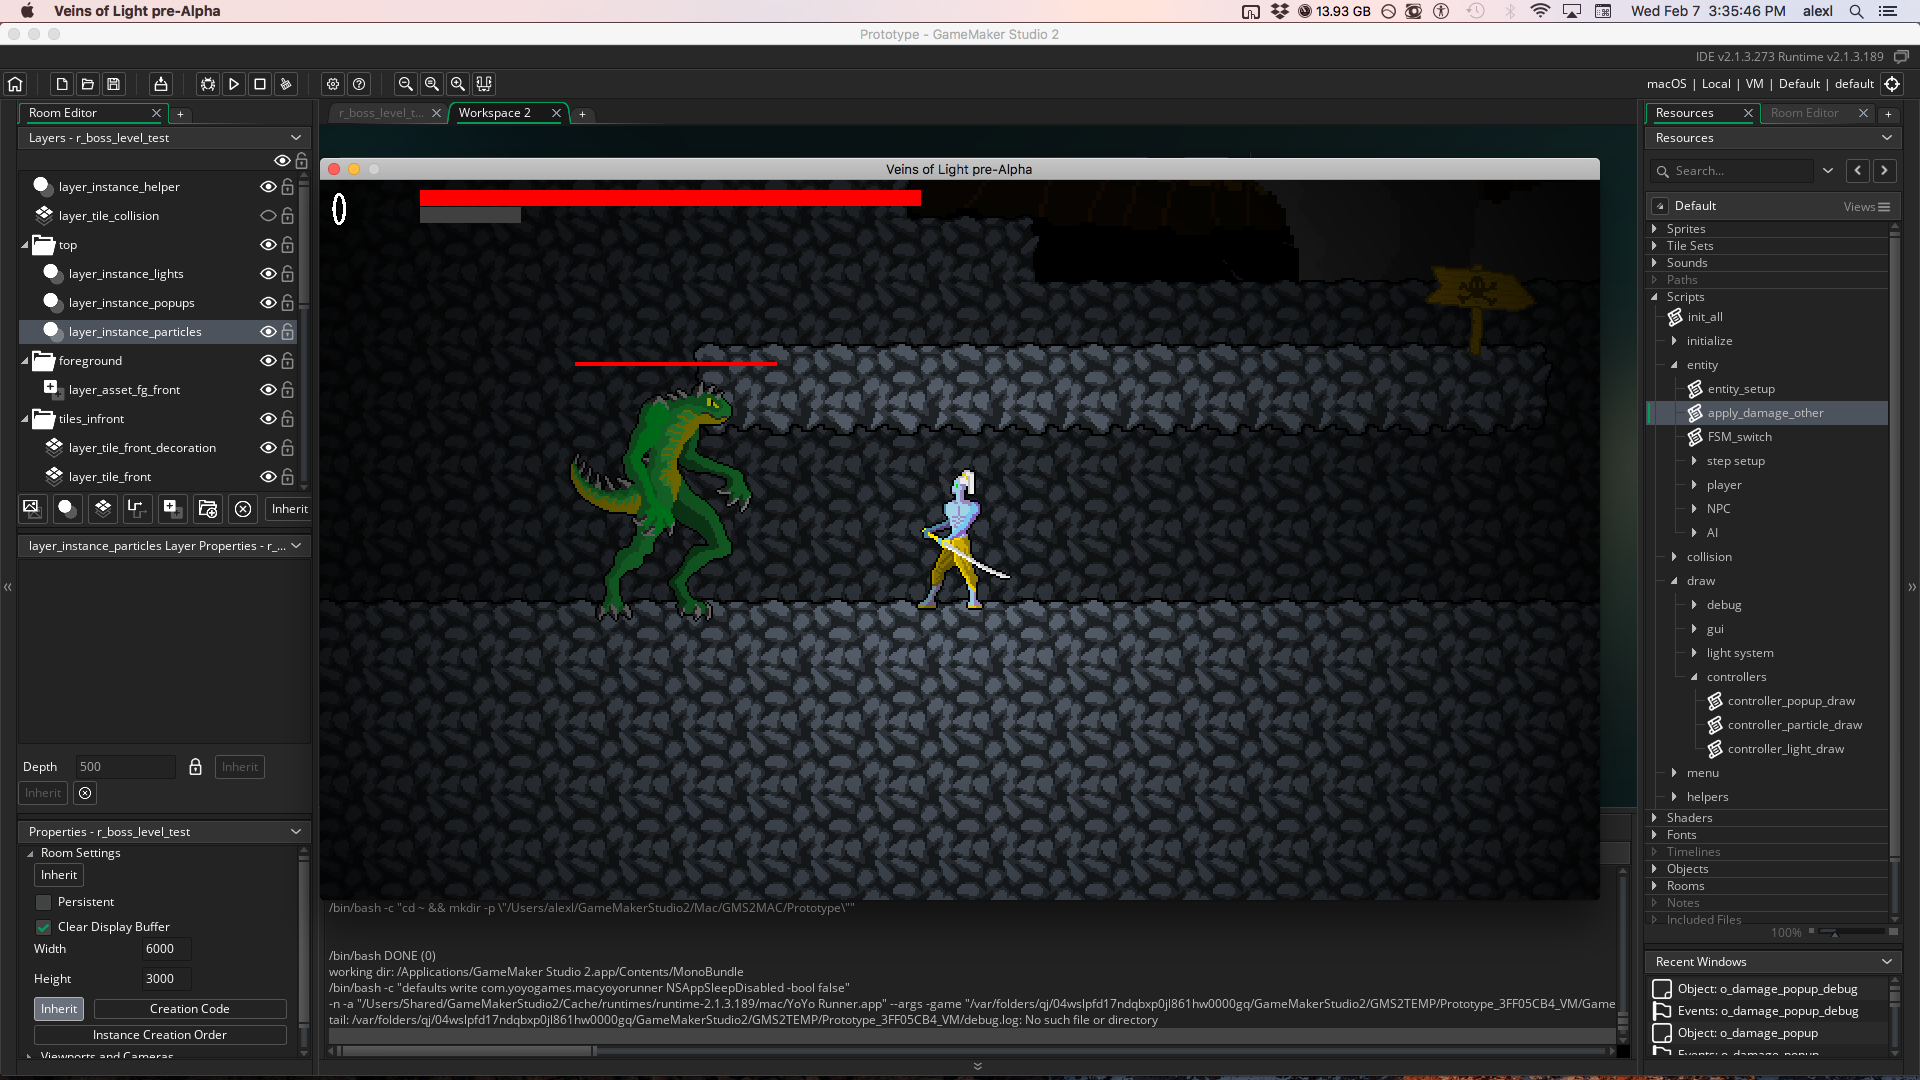 Veins of Light pre-Alpha
13.93 GB
Wed Feb 7 3:35:46 PM alexl
Prototype - GameMaker Studio 2
IDE v2.1.3.273 Runtime v2.1.3.189
macOS | Local | VM | Default | default
Room Editor
r_boss_level_t...
Workspace 2
Resources
Room Editor
Layers - r_boss_level_test
layer_instance_helper
layer_tile_collision
top
layer_instance_lights
layer_instance_popups
layer_instance_particles
foreground
layer_asset_fg_front
tiles_infront
layer_tile_front_decoration
layer_tile_front
Inherit
layer_instance_particles Layer Properties - r_...
Depth 500 Inherit
Inherit
Properties - r_boss_level_test
Room Settings
Inherit
Persistent
Clear Display Buffer
Width 6000
Height 3000
Inherit Creation Code
Instance Creation Order
Viewports and Cameras
Veins of Light pre-Alpha
0
/bin/bash -c "cd ~ && mkdir -p \"/Users/alexl/GameMakerStudio2/Mac/GMS2MAC/Prototype\""
/bin/bash DONE (0)
working dir: /Applications/GameMaker Studio 2.app/Contents/MonoBundle
/bin/bash -c "defaults write com.yoyogames.macyoyorunner NSAppSleepDisabled -bool false"
-n -a "/Users/Shared/GameMakerStudio2/Cache/runtimes/runtime-2.1.3.189/mac/YoYo Runner.app" --args -game "/var/folders/qj/04wslpfd17ndqbxp0jl861hw0000gq/GameMakerStudio2/GMS2TEMP/Prototype_3FF05CB4_VM/Game
tail: /var/folders/qj/04wslpfd17ndqbxp0jl861hw0000gq/GameMakerStudio2/GMS2TEMP/Prototype_3FF05CB4_VM/debug.log: No such file or directory
Resources
Search...
Default
Views
Sprites
Tile Sets
Sounds
Paths
Scripts
init_all
initialize
entity
entity_setup
apply_damage_other
FSM_switch
step setup
player
NPC
AI
collision
draw
debug
gui
light system
controllers
controller_popup_draw
controller_particle_draw
controller_light_draw
menu
helpers
Shaders
Fonts
Timelines
Objects
Rooms
Notes
Included Files
100%
Recent Windows
Object: o_damage_popup_debug
Events: o_damage_popup_debug
Object: o_damage_popup
Events: o_damage_popup